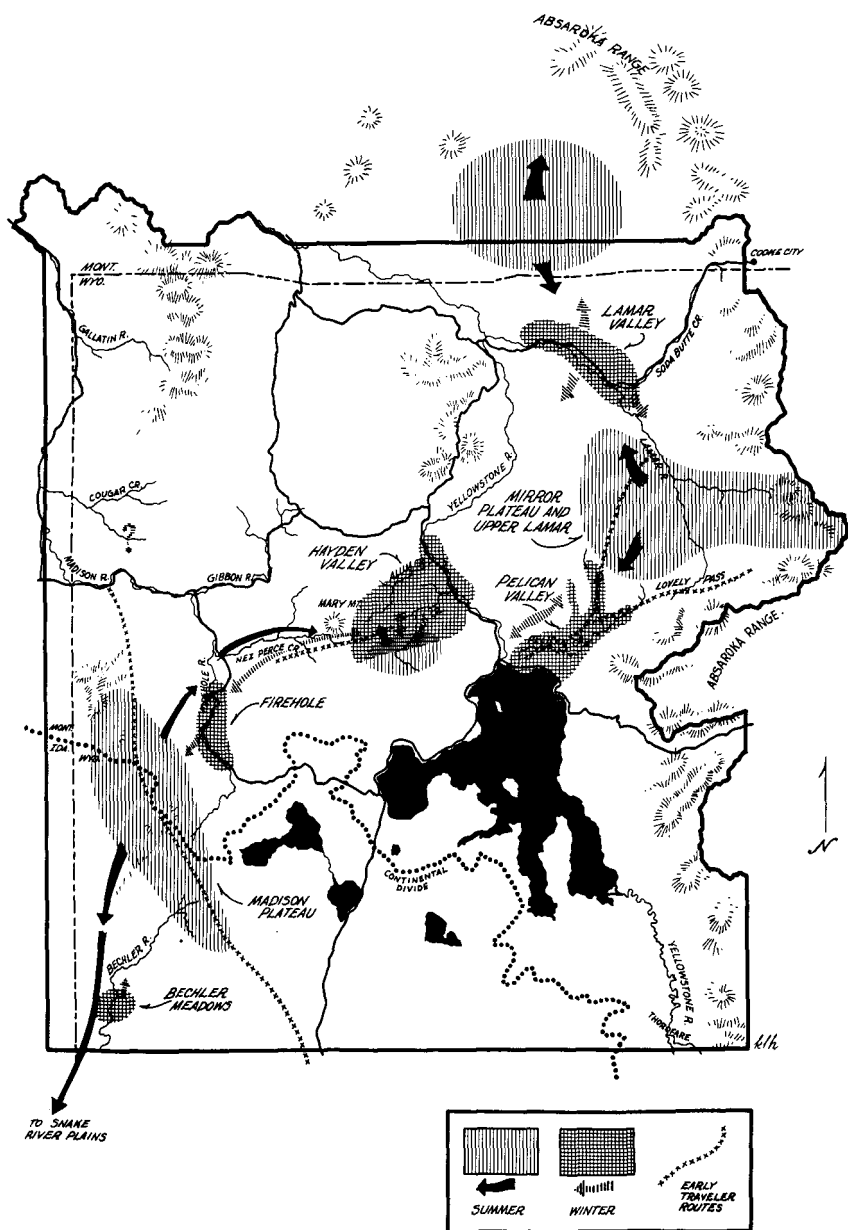 ABSAROKA RANGE
COOKE CITY
MONT.
WYO.
LAMAR
VALLEY
GALLATIN R.
SODA BUTTE CR.
LAMAR R.
YELLOWSTONE R.
COUGAR CR.
MIRROR
PLATEAU AND
UPPER LAMAR
HAYDEN
VALLEY
MADISON R.
GIBBON R.
PELICAN
VALLEY
LOVELY PASS
MARY MT.
NEZ PERCE CR.
ABSAROKA RANGE
FIREHOLE R.
FIREHOLE
MONT.
IDA.
WYO.
N
CONTINENTAL
DIVIDE
MADISON
PLATEAU
BECHLER R.
YELLOWSTONE R.
BECHLER
MEADOWS
THOROFARE
klh
TO SNAKE
RIVER PLAINS
SUMMER
WINTER
EARLY
TRAVELER
ROUTES